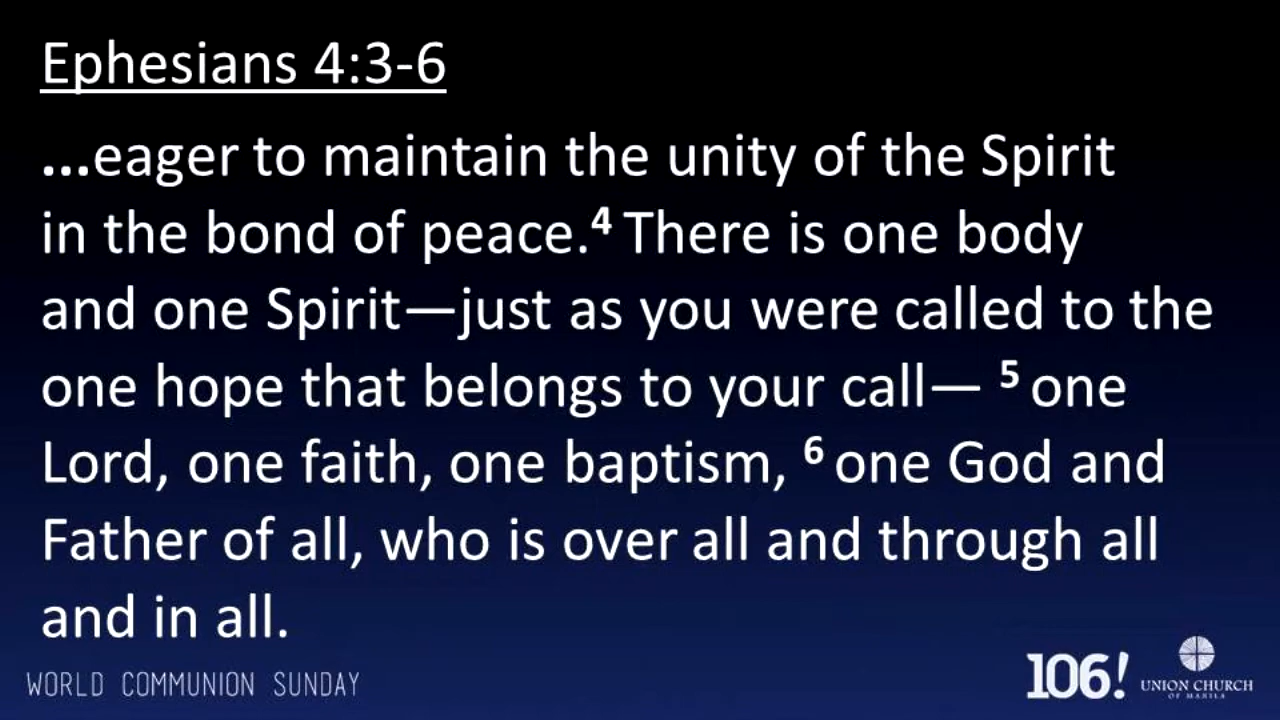 Ephesians 4:3-6
...eager to maintain the unity of the Spirit
in the bond of peace.⁴ There is one body
and one Spirit—just as you were called to the
one hope that belongs to your call— ⁵ one
Lord, one faith, one baptism, ⁶ one God and
Father of all, who is over all and through all
and in all.
WORLD COMMUNION SUNDAY
106!
UNION CHURCH
OF MANILA